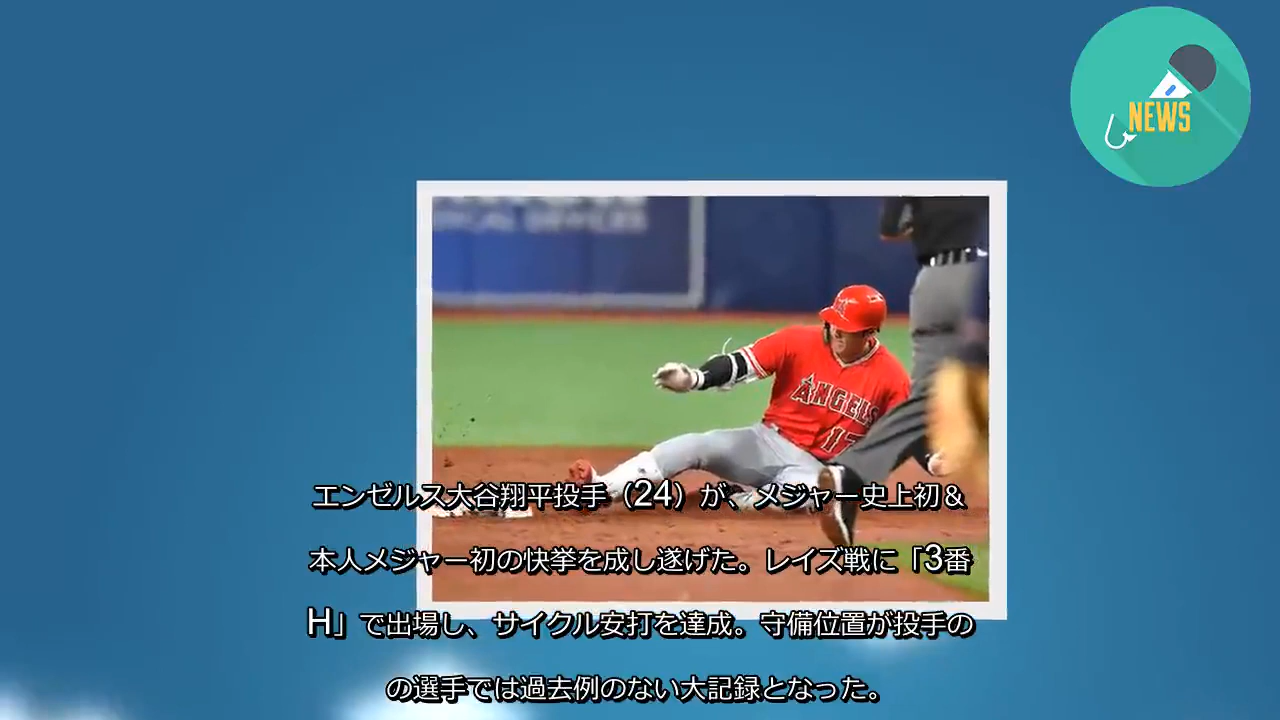 NEWS
ICAL DEVICES
ANGELS
17
エンゼルス大谷翔平投手（24）が、メジャー史上初＆
本人メジャー初の快挙を成し遂げた。レイズ戦に「3番
H」で出場し、サイクル安打を達成。守備位置が投手の
の選手では過去例のない大記録となった。